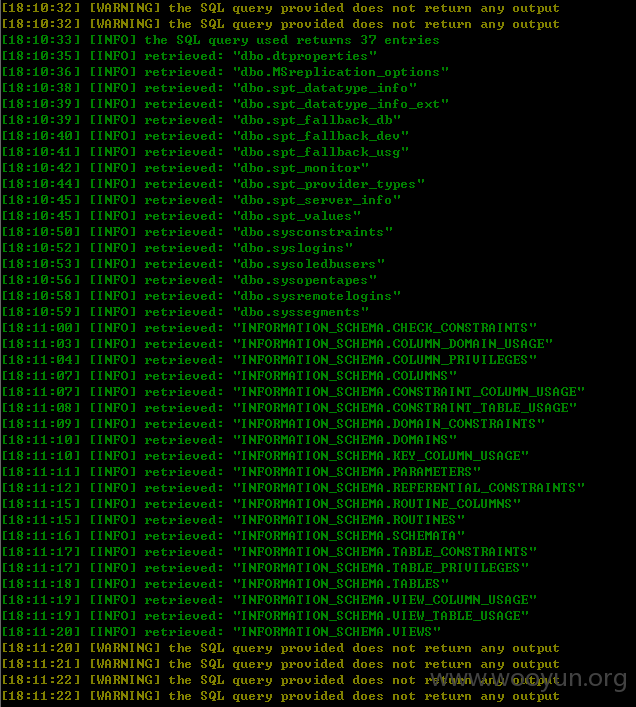 [18:10:32] [WARNING] the SQL query provided does not return any output
[18:10:32] [WARNING] the SQL query provided does not return any output
[18:10:33] [INFO] the SQL query used returns 37 entries
[18:10:35] [INFO] retrieved: "dbo.dtproperties"
[18:10:36] [INFO] retrieved: "dbo.MSreplication_options"
[18:10:38] [INFO] retrieved: "dbo.spt_datatype_info"
[18:10:39] [INFO] retrieved: "dbo.spt_datatype_info_ext"
[18:10:39] [INFO] retrieved: "dbo.spt_fallback_db"
[18:10:40] [INFO] retrieved: "dbo.spt_fallback_dev"
[18:10:41] [INFO] retrieved: "dbo.spt_fallback_usg"
[18:10:42] [INFO] retrieved: "dbo.spt_monitor"
[18:10:44] [INFO] retrieved: "dbo.spt_provider_types"
[18:10:45] [INFO] retrieved: "dbo.spt_server_info"
[18:10:45] [INFO] retrieved: "dbo.spt_values"
[18:10:50] [INFO] retrieved: "dbo.sysconstraints"
[18:10:52] [INFO] retrieved: "dbo.syslogins"
[18:10:53] [INFO] retrieved: "dbo.sysoledbusers"
[18:10:56] [INFO] retrieved: "dbo.sysopentapes"
[18:10:58] [INFO] retrieved: "dbo.sysremotelogins"
[18:10:59] [INFO] retrieved: "dbo.syssegments"
[18:11:00] [INFO] retrieved: "INFORMATION_SCHEMA.CHECK_CONSTRAINTS"
[18:11:03] [INFO] retrieved: "INFORMATION_SCHEMA.COLUMN_DOMAIN_USAGE"
[18:11:04] [INFO] retrieved: "INFORMATION_SCHEMA.COLUMN_PRIVILEGES"
[18:11:07] [INFO] retrieved: "INFORMATION_SCHEMA.COLUMNS"
[18:11:07] [INFO] retrieved: "INFORMATION_SCHEMA.CONSTRAINT_COLUMN_USAGE"
[18:11:08] [INFO] retrieved: "INFORMATION_SCHEMA.CONSTRAINT_TABLE_USAGE"
[18:11:09] [INFO] retrieved: "INFORMATION_SCHEMA.DOMAIN_CONSTRAINTS"
[18:11:10] [INFO] retrieved: "INFORMATION_SCHEMA.DOMAINS"
[18:11:10] [INFO] retrieved: "INFORMATION_SCHEMA.KEY_COLUMN_USAGE"
[18:11:11] [INFO] retrieved: "INFORMATION_SCHEMA.PARAMETERS"
[18:11:12] [INFO] retrieved: "INFORMATION_SCHEMA.REFERENTIAL_CONSTRAINTS"
[18:11:15] [INFO] retrieved: "INFORMATION_SCHEMA.ROUTINE_COLUMNS"
[18:11:15] [INFO] retrieved: "INFORMATION_SCHEMA.ROUTINES"
[18:11:16] [INFO] retrieved: "INFORMATION_SCHEMA.SCHEMATA"
[18:11:17] [INFO] retrieved: "INFORMATION_SCHEMA.TABLE_CONSTRAINTS"
[18:11:17] [INFO] retrieved: "INFORMATION_SCHEMA.TABLE_PRIVILEGES"
[18:11:18] [INFO] retrieved: "INFORMATION_SCHEMA.TABLES"
[18:11:19] [INFO] retrieved: "INFORMATION_SCHEMA.VIEW_COLUMN_USAGE"
[18:11:19] [INFO] retrieved: "INFORMATION_SCHEMA.VIEW_TABLE_USAGE"
[18:11:20] [INFO] retrieved: "INFORMATION_SCHEMA.VIEWS"
[18:11:20] [WARNING] the SQL query provided does not return any output
[18:11:21] [WARNING] the SQL query provided does not return any output
[18:11:22] [WARNING] the SQL query provided does not return any output
[18:11:22] [WARNING] the SQL query provided does not return any output
www.wooyun.org